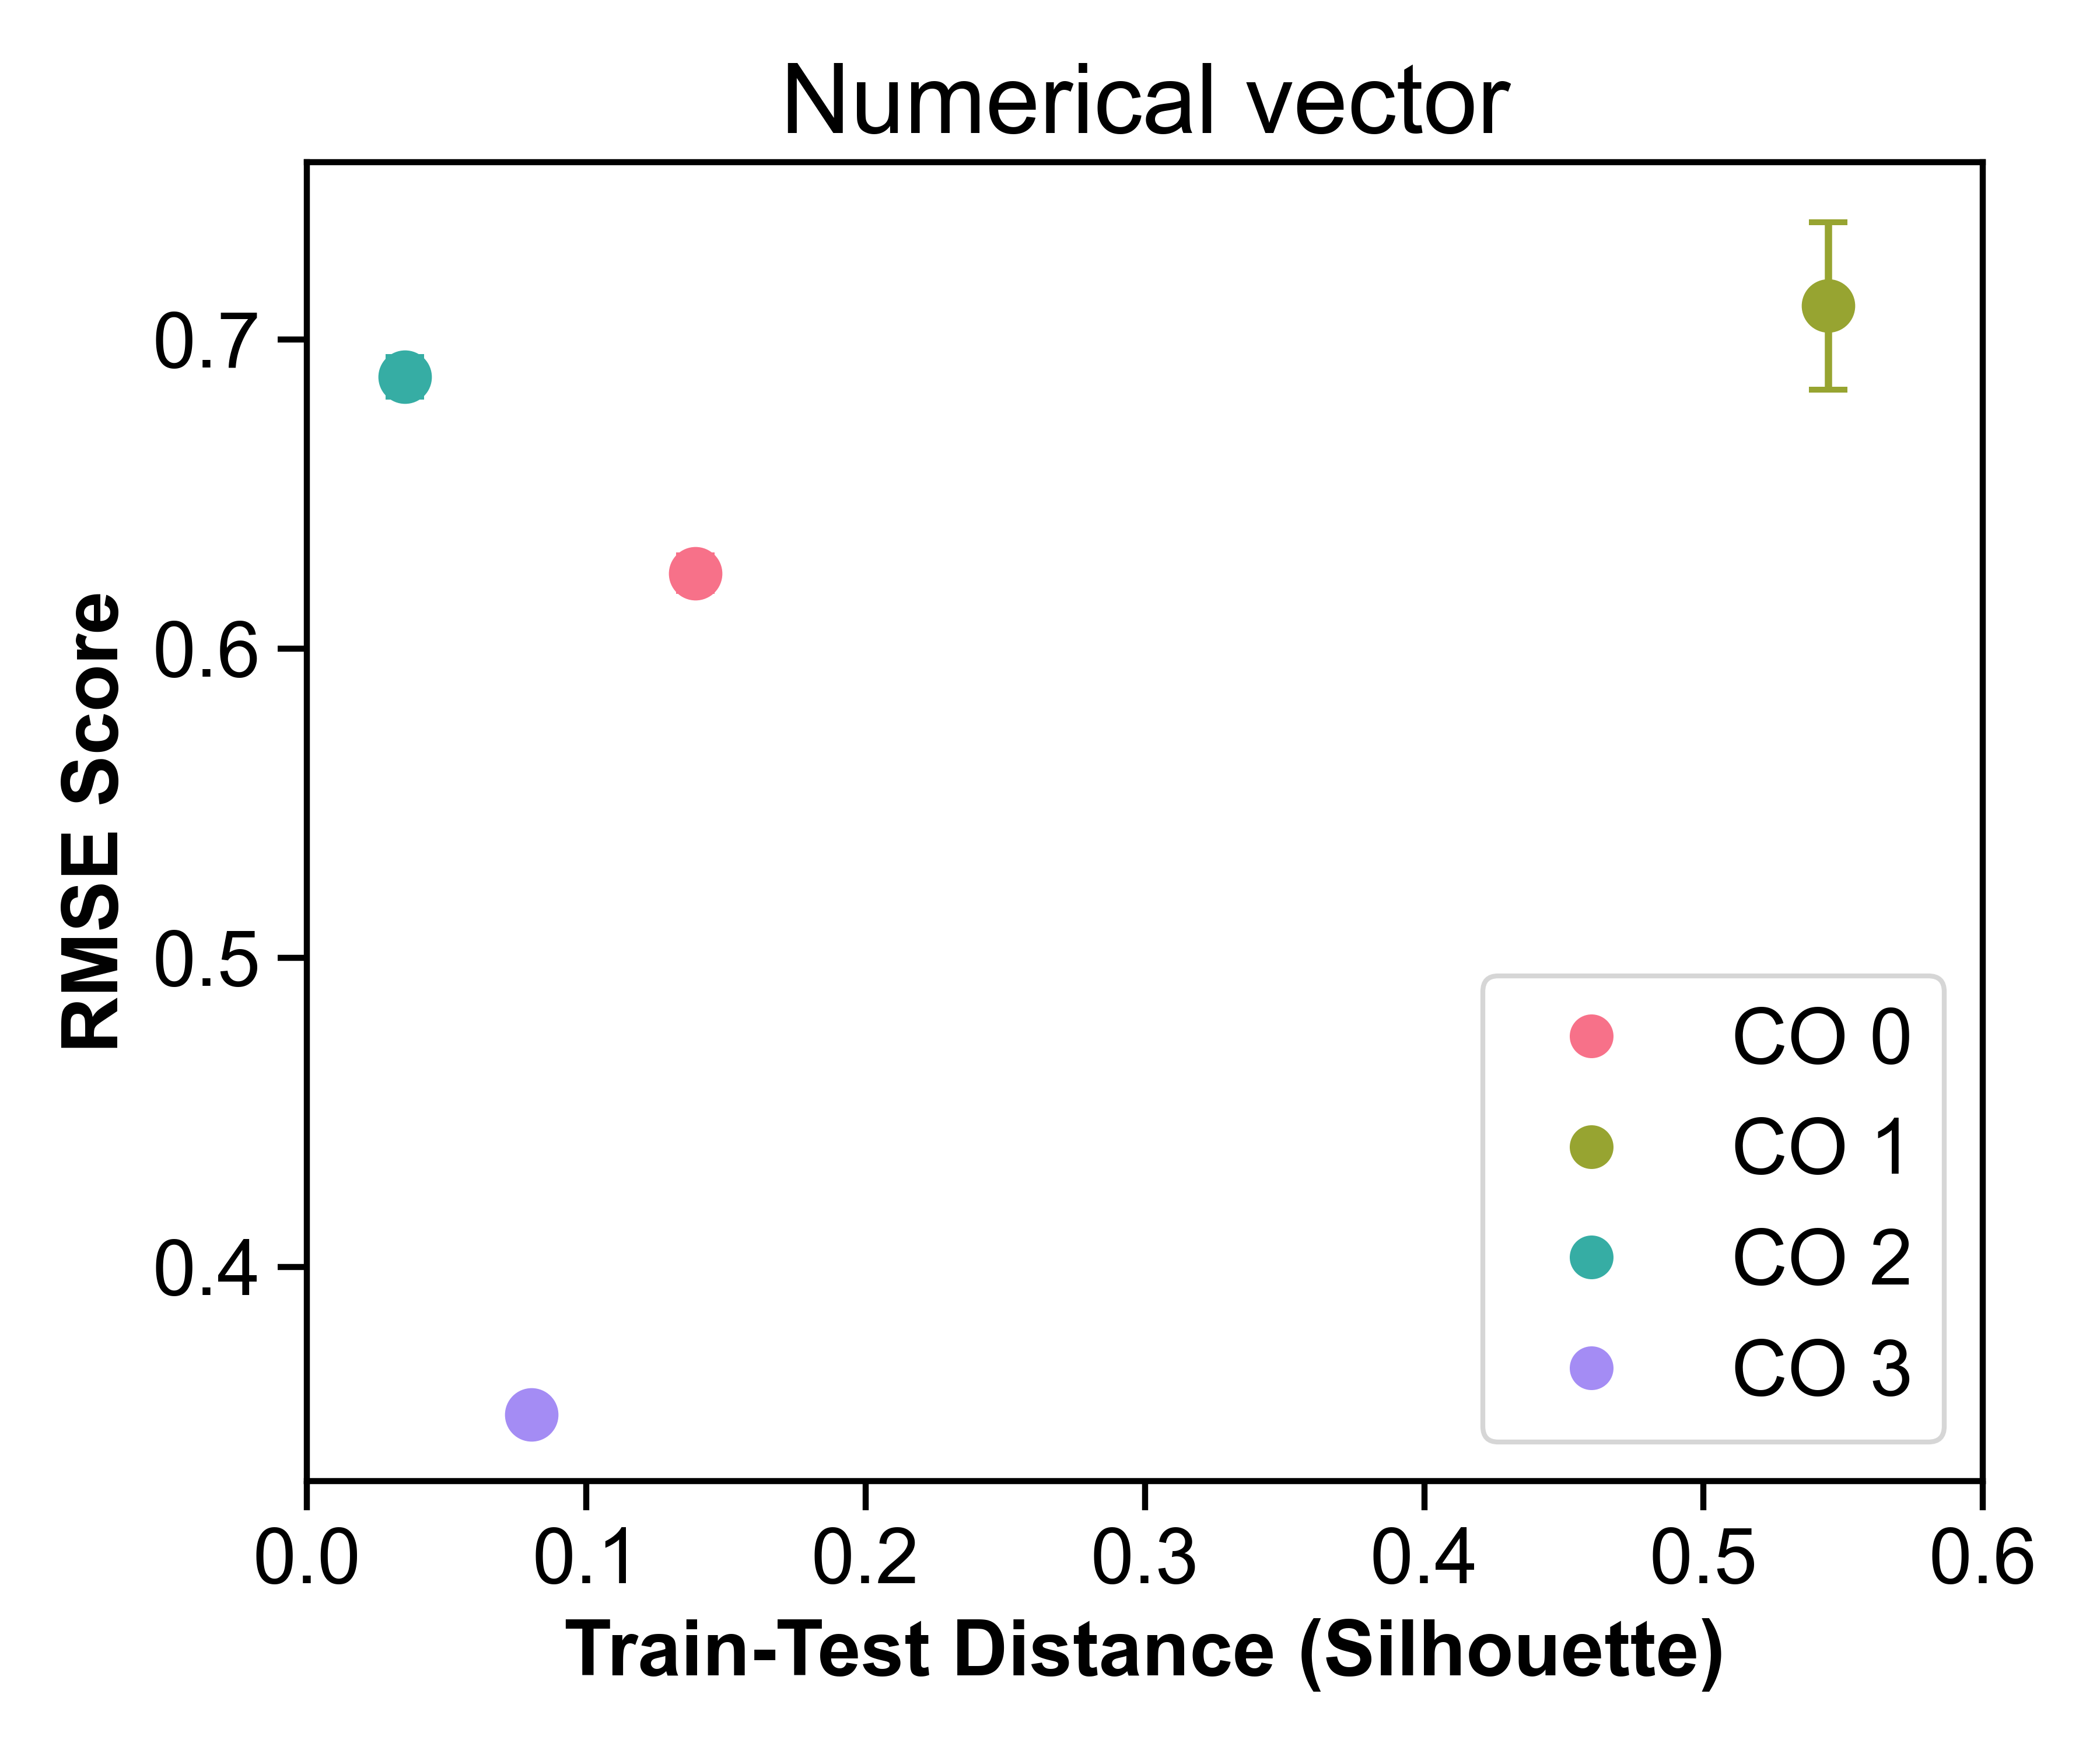 Numerical vector
RMSE Score
0.7
0.6
0.5
0.4
CO 0
CO 1
CO 2
CO 3
0.0 0.1 0.2 0.3 0.4 0.5 0.6
Train-Test Distance (Silhouette)